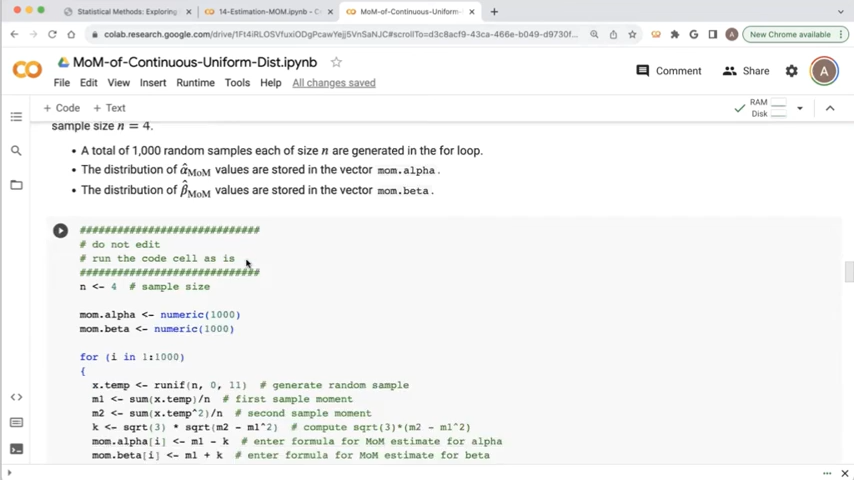 Statistical Methods: Exploring
14-Estimation-MOM.ipynb - C
MoM-of-Continuous-Uniform-D
colab.research.google.com/drive/1Ft4iRLOSVfuxiODgPcawYejj5VnSaNJC#scrollTo=d3c8acf9-43ca-466e-b049-d9730f...
New Chrome available
MoM-of-Continuous-Uniform-Dist.ipynb
Comment
Share
A
File Edit View Insert Runtime Tools Help All changes saved
+ Code + Text
RAM
Disk
sample size n = 4.
• A total of 1,000 random samples each of size n are generated in the for loop.
• The distribution of α̂MoM values are stored in the vector mom.alpha.
• The distribution of β̂MoM values are stored in the vector mom.beta.
#############################
# do not edit
# run the code cell as is
#############################
n <- 4 # sample size
mom.alpha <- numeric(1000)
mom.beta <- numeric(1000)
for (i in 1:1000)
{
x.temp <- runif(n, 0, 11) # generate random sample
m1 <- sum(x.temp)/n # first sample moment
m2 <- sum(x.temp^2)/n # second sample moment
k <- sqrt(3) * sqrt(m2 - m1^2) # compute sqrt(3)*(m2 - m1^2)
mom.alpha[i] <- m1 - k # enter formula for MoM estimate for alpha
mom.beta[i] <- m1 + k # enter formula for MoM estimate for beta